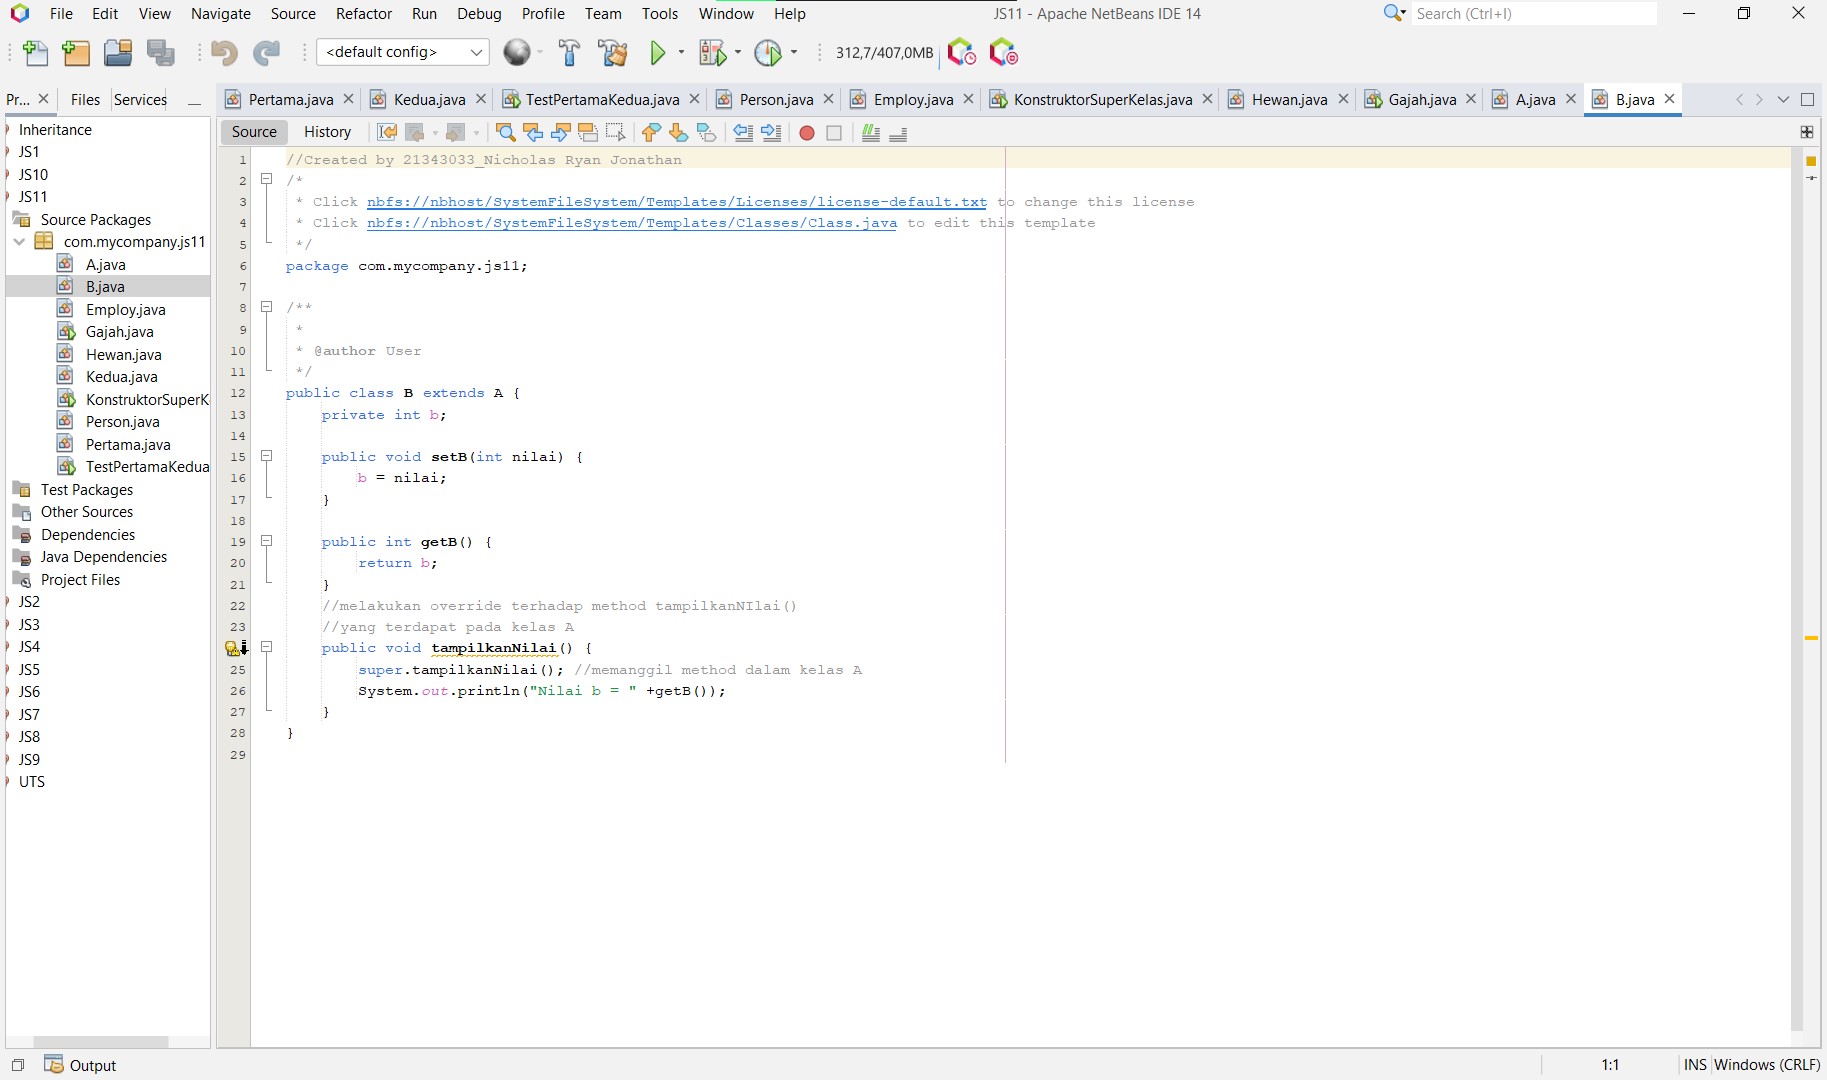 File Edit View Navigate Source Refactor Run Debug Profile Team Tools Window Help JS11 - Apache NetBeans IDE 14 Search (Ctrl+I)
<default config> 312,7/407,0MB
Pr... Files Services Pertama.java Kedua.java TestPertamaKedua.java Person.java Employ.java KonstruktorSuperKelas.java Hewan.java Gajah.java A.java B.java
Source History
Inheritance
JS1
JS10
JS11
Source Packages
com.mycompany.js11
A.java
B.java
Employ.java
Gajah.java
Hewan.java
Kedua.java
KonstruktorSuperK
Person.java
Pertama.java
TestPertamaKedua
Test Packages
Other Sources
Dependencies
Java Dependencies
Project Files
JS2
JS3
JS4
JS5
JS6
JS7
JS8
JS9
UTS
1 //Created by 21343033_Nicholas Ryan Jonathan
2 /*
3 * Click nbfs://nbhost/SystemFileSystem/Templates/Licenses/license-default.txt to change this license
4 * Click nbfs://nbhost/SystemFileSystem/Templates/Classes/Class.java to edit this template
5 */
6 package com.mycompany.js11;
7
8 /**
9 *
10 * @author User
11 */
12 public class B extends A {
13 private int b;
14
15 public void setB(int nilai) {
16 b = nilai;
17 }
18
19 public int getB() {
20 return b;
21 }
22 //melakukan override terhadap method tampilkanNIlai()
23 //yang terdapat pada kelas A
public void tampilkanNilai() {
25 super.tampilkanNilai(); //memanggil method dalam kelas A
26 System.out.println("Nilai b = " +getB());
27 }
28 }
29
Output 1:1 INS Windows (CRLF)